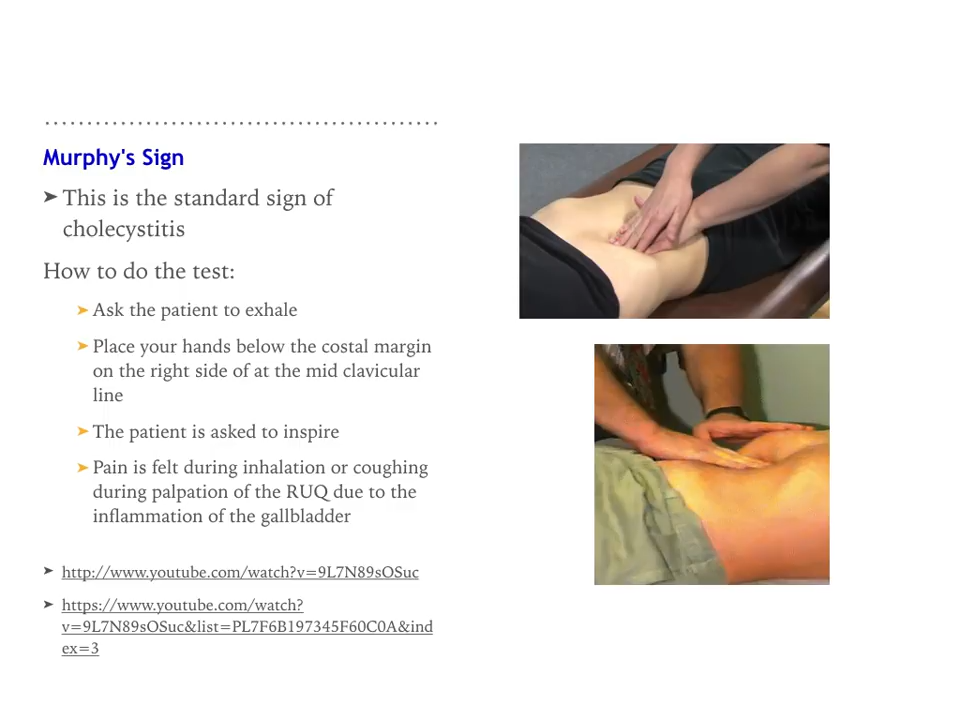 Murphy's Sign
➤ This is the standard sign of
cholecystitis
How to do the test:
➤ Ask the patient to exhale
➤ Place your hands below the costal margin
on the right side of at the mid clavicular
line
➤ The patient is asked to inspire
➤ Pain is felt during inhalation or coughing
during palpation of the RUQ due to the
inflammation of the gallbladder
➤ http://www.youtube.com/watch?v=9L7N89sOSuc
➤ https://www.youtube.com/watch?
v=9L7N89sOSuc&list=PL7F6B197345F60C0A&ind
ex=3